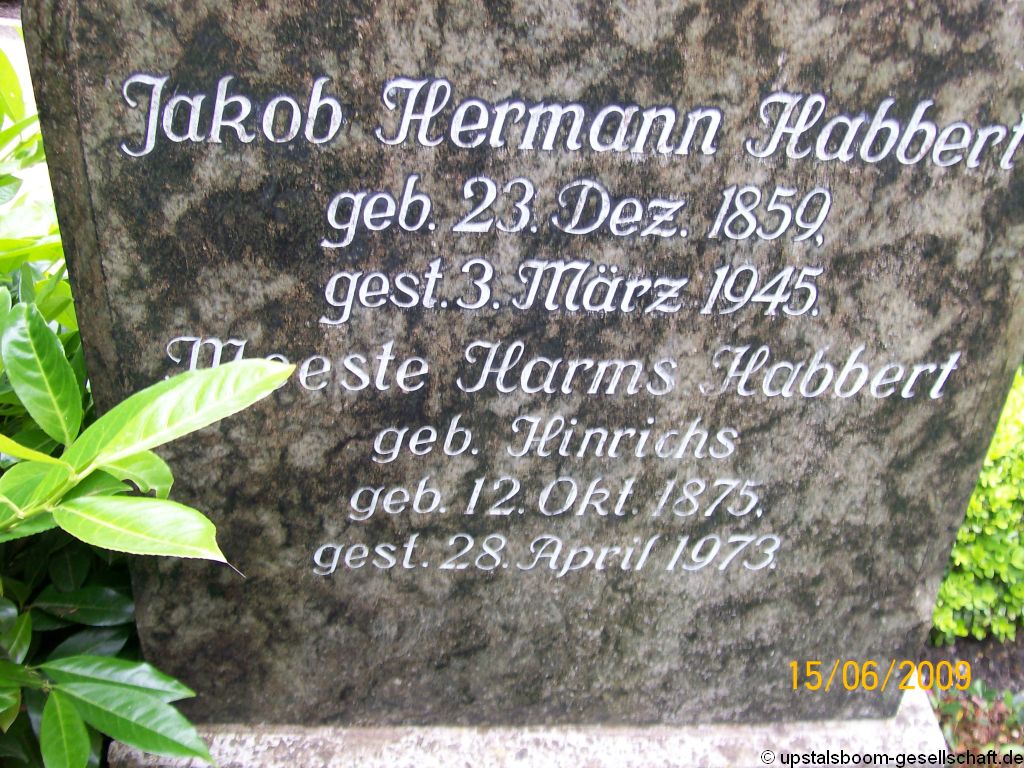 Jakob Hermann Habbert
geb. 23. Dez. 1859,
gest. 3. März 1945.
Harms Habbert
geb. Hinrichs
geb. 12. Okt. 1875,
gest. 28. April 1973.
15/06/2009
© upstalsboom-gesellschaft.de